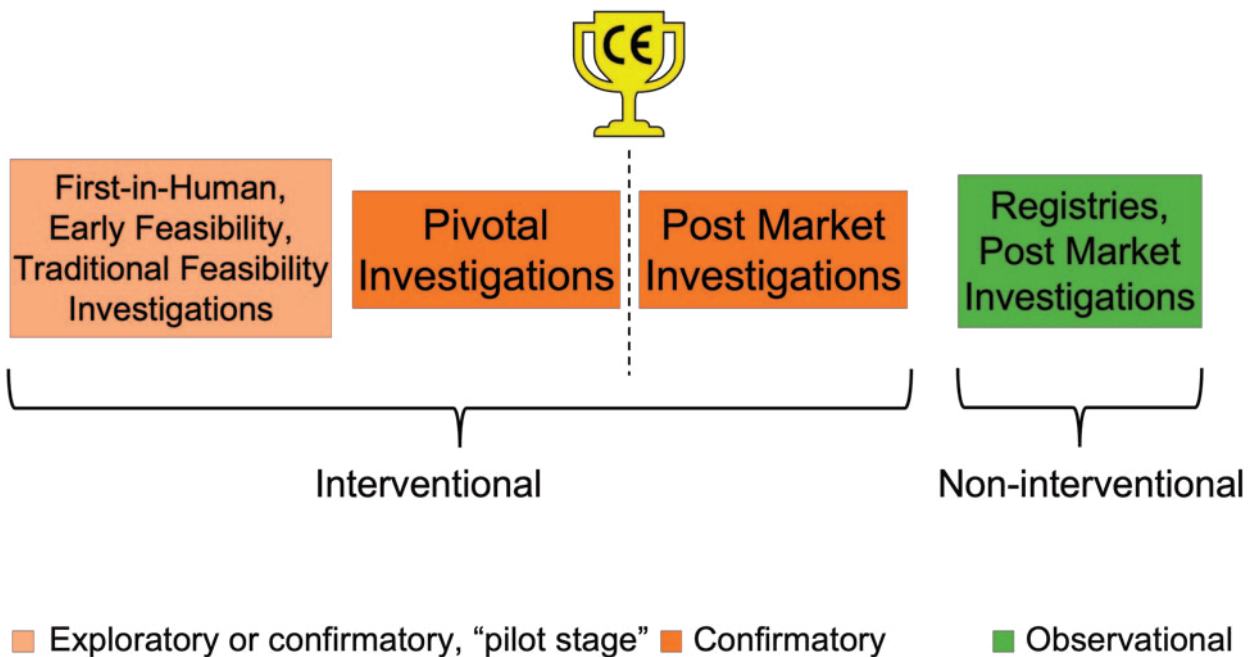 CE
First-in-Human,
Early Feasibility,
Traditional Feasibility
Investigations
Pivotal
Investigations
Post Market
Investigations
Registries,
Post Market
Investigations
Interventional
Non-interventional
Exploratory or confirmatory, “pilot stage”
Confirmatory
Observational